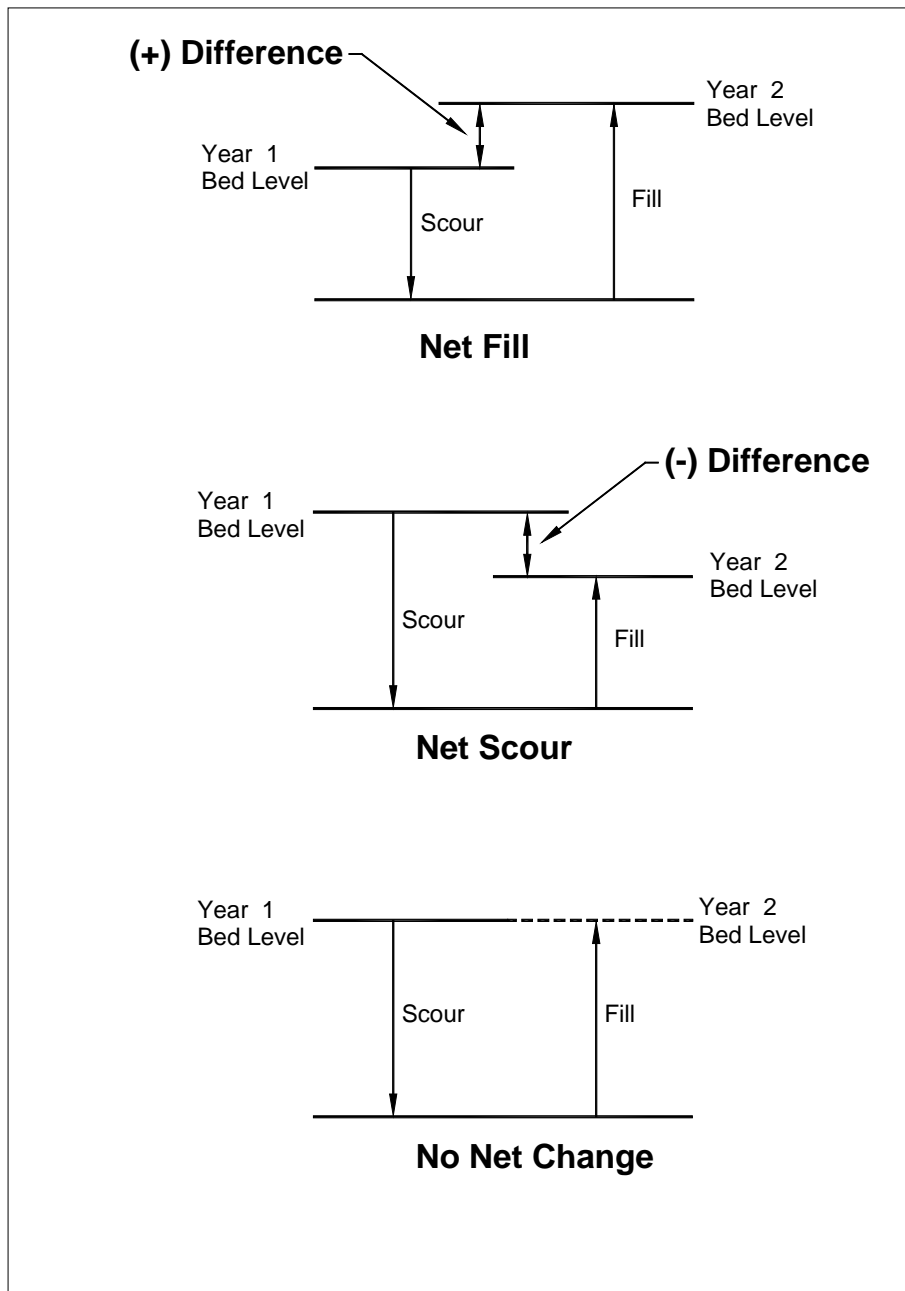 (+) Difference
Year 2
Bed Level
Year 1
Bed Level
Scour
Fill
Net Fill
(-) Difference
Year 1
Bed Level
Year 2
Bed Level
Scour
Fill
Net Scour
Year 1
Bed Level
Year 2
Bed Level
Scour
Fill
No Net Change